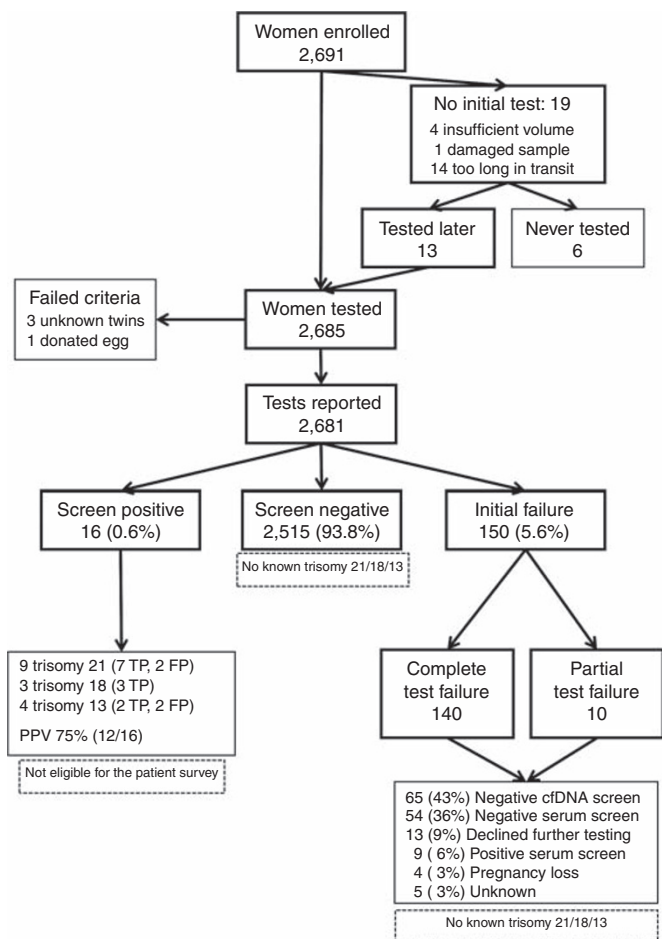 Women enrolled
2,691
No initial test: 19
4 insufficient volume
1 damaged sample
14 too long in transit
Tested later
13
Never tested
6
Failed criteria
3 unknown twins
1 donated egg
Women tested
2,685
Tests reported
2,681
Screen positive
16 (0.6%)
Screen negative
2,515 (93.8%)
No known trisomy 21/18/13
Initial failure
150 (5.6%)
9 trisomy 21 (7 TP, 2 FP)
3 trisomy 18 (3 TP)
4 trisomy 13 (2 TP, 2 FP)
PPV 75% (12/16)
Not eligible for the patient survey
Complete
test failure
140
Partial
test failure
10
65 (43%) Negative cfDNA screen
54 (36%) Negative serum screen
13 (9%) Declined further testing
9 ( 6%) Positive serum screen
4 ( 3%) Pregnancy loss
5 ( 3%) Unknown
No known trisomy 21/18/13